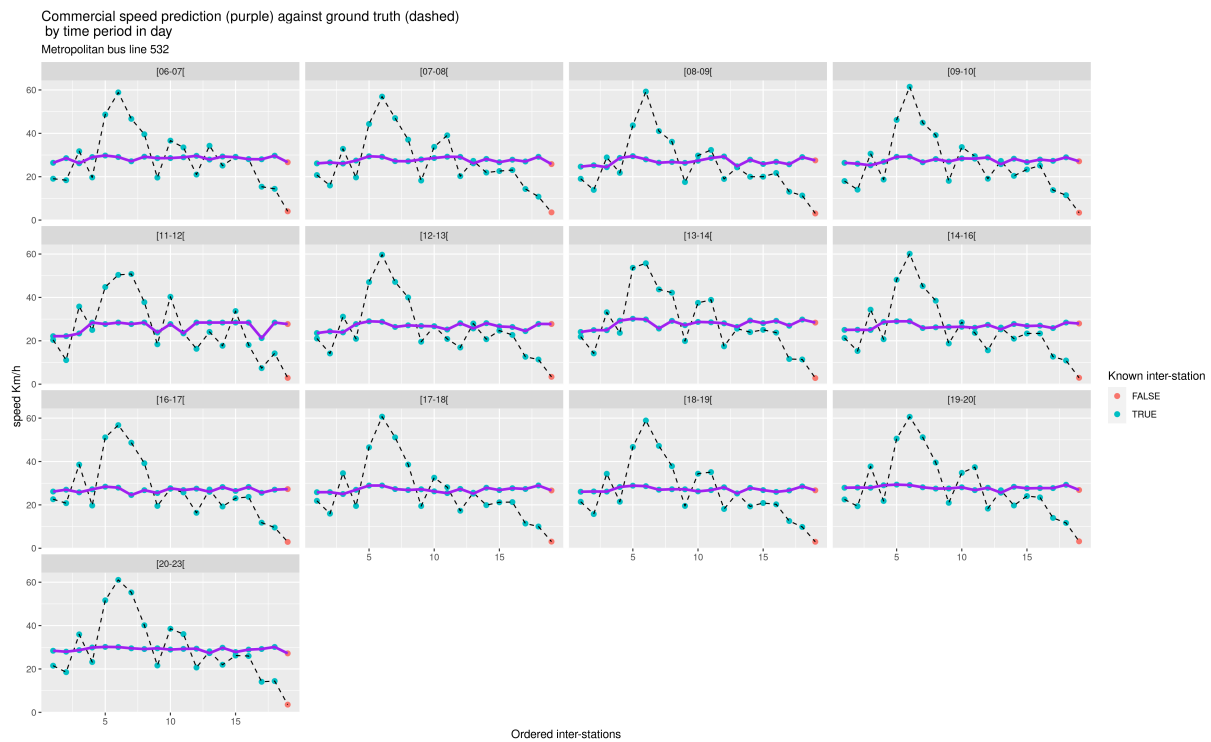 Commercial speed prediction (purple) against ground truth (dashed)
by time period in day
Metropolitan bus line 532
[06-07[ [07-08[ [08-09[ [09-10[
60
40
20
0
[11-12[ [12-13[ [13-14[ [14-16[
60
40
20
0
[16-17[ [17-18[ [18-19[ [19-20[
60
40
20
0
5 10 15 5 10 15 5 10 15
[20-23[
60
40
20
0
5 10 15
speed Km/h
Ordered inter-stations
Known inter-station
FALSE
TRUE